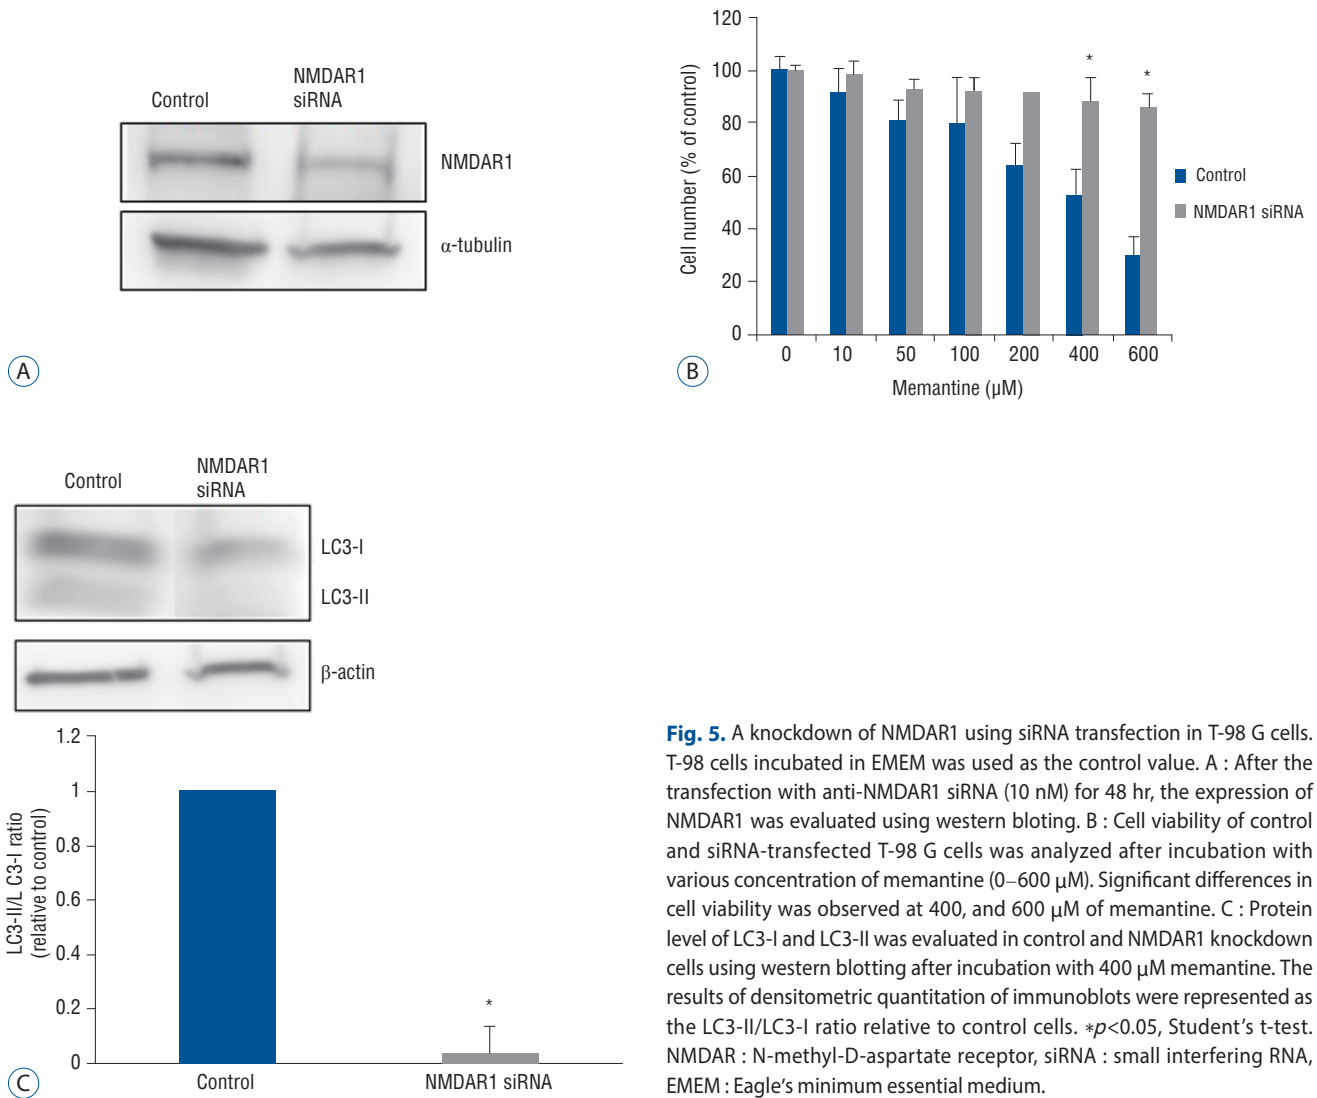 Control
NMDAR1
siRNA
NMDAR1
α-tubulin
A
120
100
80
60
40
20
0
Cell number (% of control)
* *
0 10 50 100 200 400 600
Memantine (µM)
Control
NMDAR1 siRNA
B
Control
NMDAR1
siRNA
LC3-I
LC3-II
β-actin
1.2
1
0.8
0.6
0.4
0.2
0
LC3-II/L C3-I ratio
(relative to control)
*
Control NMDAR1 siRNA
C
Fig. 5. A knockdown of NMDAR1 using siRNA transfection in T-98 G cells.
T-98 cells incubated in EMEM was used as the control value. A : After the
transfection with anti-NMDAR1 siRNA (10 nM) for 48 hr, the expression of
NMDAR1 was evaluated using western bloting. B : Cell viability of control
and siRNA-transfected T-98 G cells was analyzed after incubation with
various concentration of memantine (0–600 µM). Significant differences in
cell viability was observed at 400, and 600 µM of memantine. C : Protein
level of LC3-I and LC3-II was evaluated in control and NMDAR1 knockdown
cells using western blotting after incubation with 400 µM memantine. The
results of densitometric quantitation of immunoblots were represented as
the LC3-II/LC3-I ratio relative to control cells. *p<0.05, Student's t-test.
NMDAR : N-methyl-D-aspartate receptor, siRNA : small interfering RNA,
EMEM : Eagle's minimum essential medium.